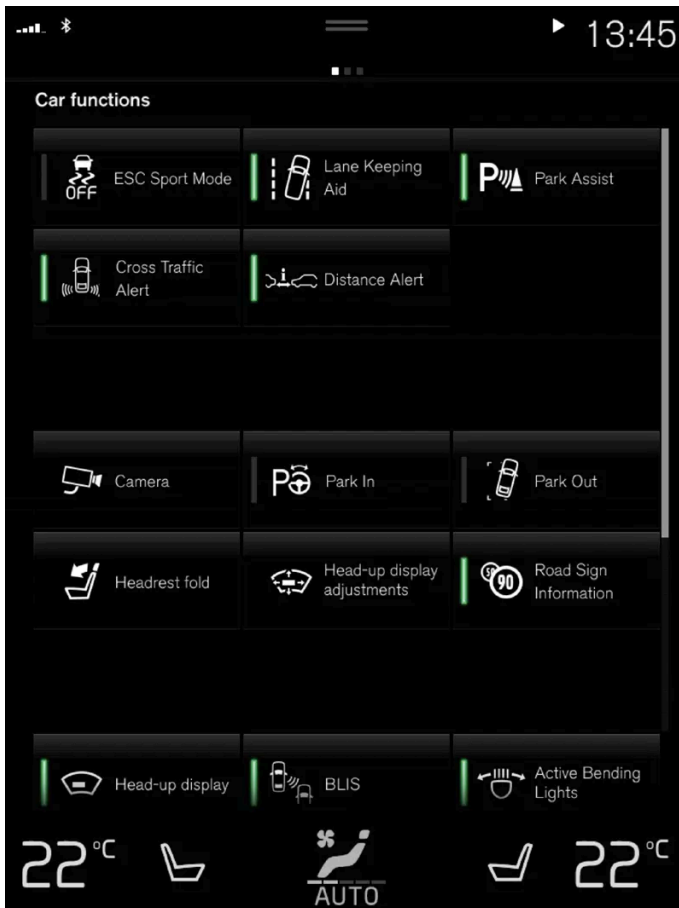 13:45
Car functions
OFF
ESC Sport Mode
Lane Keeping
Aid
P
Park Assist
Cross Traffic
Alert
Distance Alert
Camera
P
Park In
Park Out
Headrest fold
Head-up display
adjustments
50
90
Road Sign
Information
Head-up display
BLIS
Active Bending
Lights
22°C
AUTO
22°C